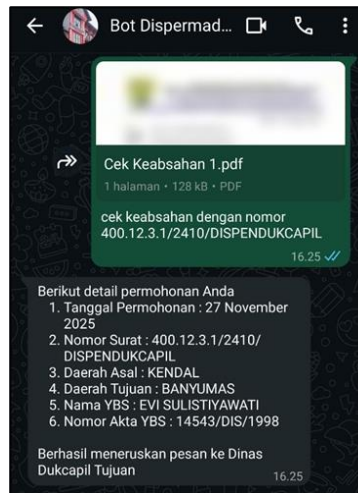 Bot Dispermad...
Cek Keabsahan 1.pdf
1 halaman • 128 kB • PDF
cek keabsahan dengan nomor
400.12.3.1/2410/DISPENDUKCAPIL
16.25
Berikut detail permohonan Anda
1. Tanggal Permohonan : 27 November
2025
2. Nomor Surat : 400.12.3.1/2410/
DISPENDUKCAPIL
3. Daerah Asal : KENDAL
4. Daerah Tujuan : BANYUMAS
5. Nama YBS : EVI SULISTIYAWATI
6. Nomor Akta YBS : 14543/DIS/1998
Berhasil meneruskan pesan ke Dinas
Dukcapil Tujuan
16.25